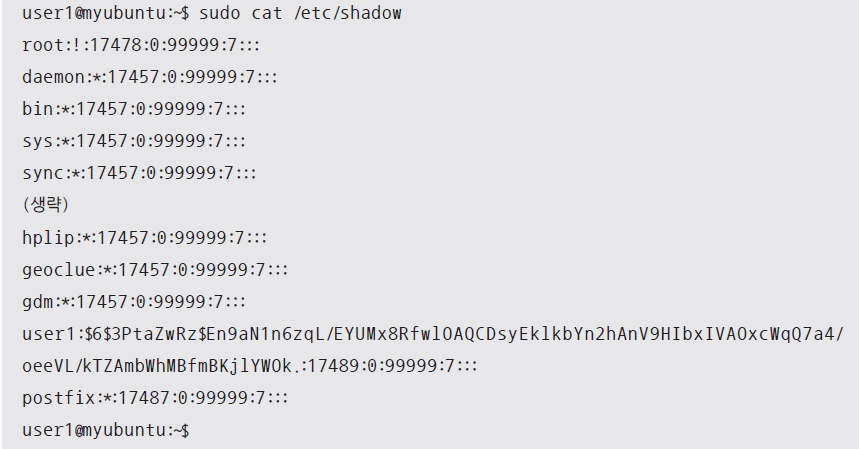 user1@myubuntu:~$ sudo cat /etc/shadow
root:!:17478:0:99999:7:::
daemon:*:17457:0:99999:7:::
bin:*:17457:0:99999:7:::
sys:*:17457:0:99999:7:::
sync:*:17457:0:99999:7:::
(생략)
hplip:*:17457:0:99999:7:::
geoclue:*:17457:0:99999:7:::
gdm:*:17457:0:99999:7:::
user1:$6$3PtaZwRz$En9aN1n6zqL/EYUMx8RfwlOAQCDsyEklkbYn2hAnV9HIbxIVAOxcWqQ7a4/
oeeVL/kTZAmbWhMBfmBKjlYWOk.:17489:0:99999:7:::
postfix:*:17487:0:99999:7:::
user1@myubuntu:~$